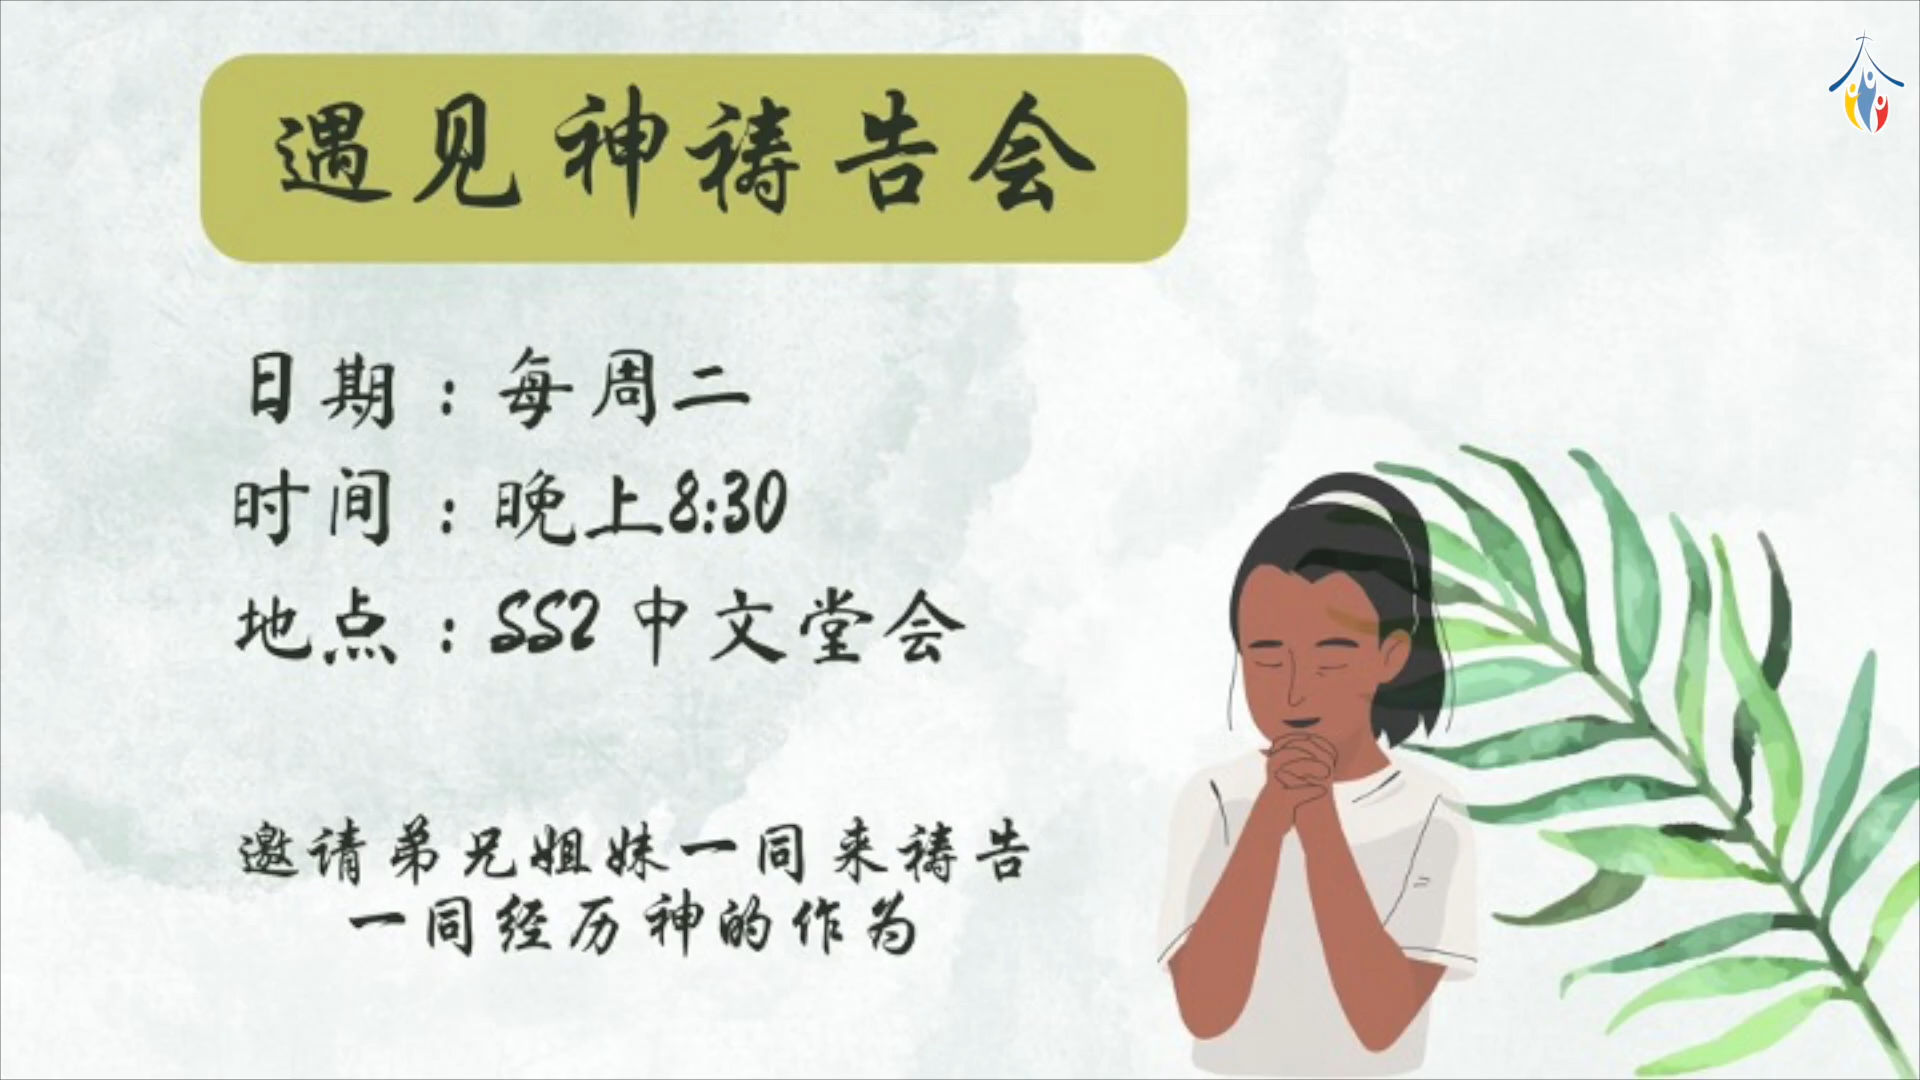 遇见神祷告会
日期：每周二
时间：晚上8:30
地点：SS2 中文堂会
邀请弟兄姐妹一同来祷告
一同经历神的作为